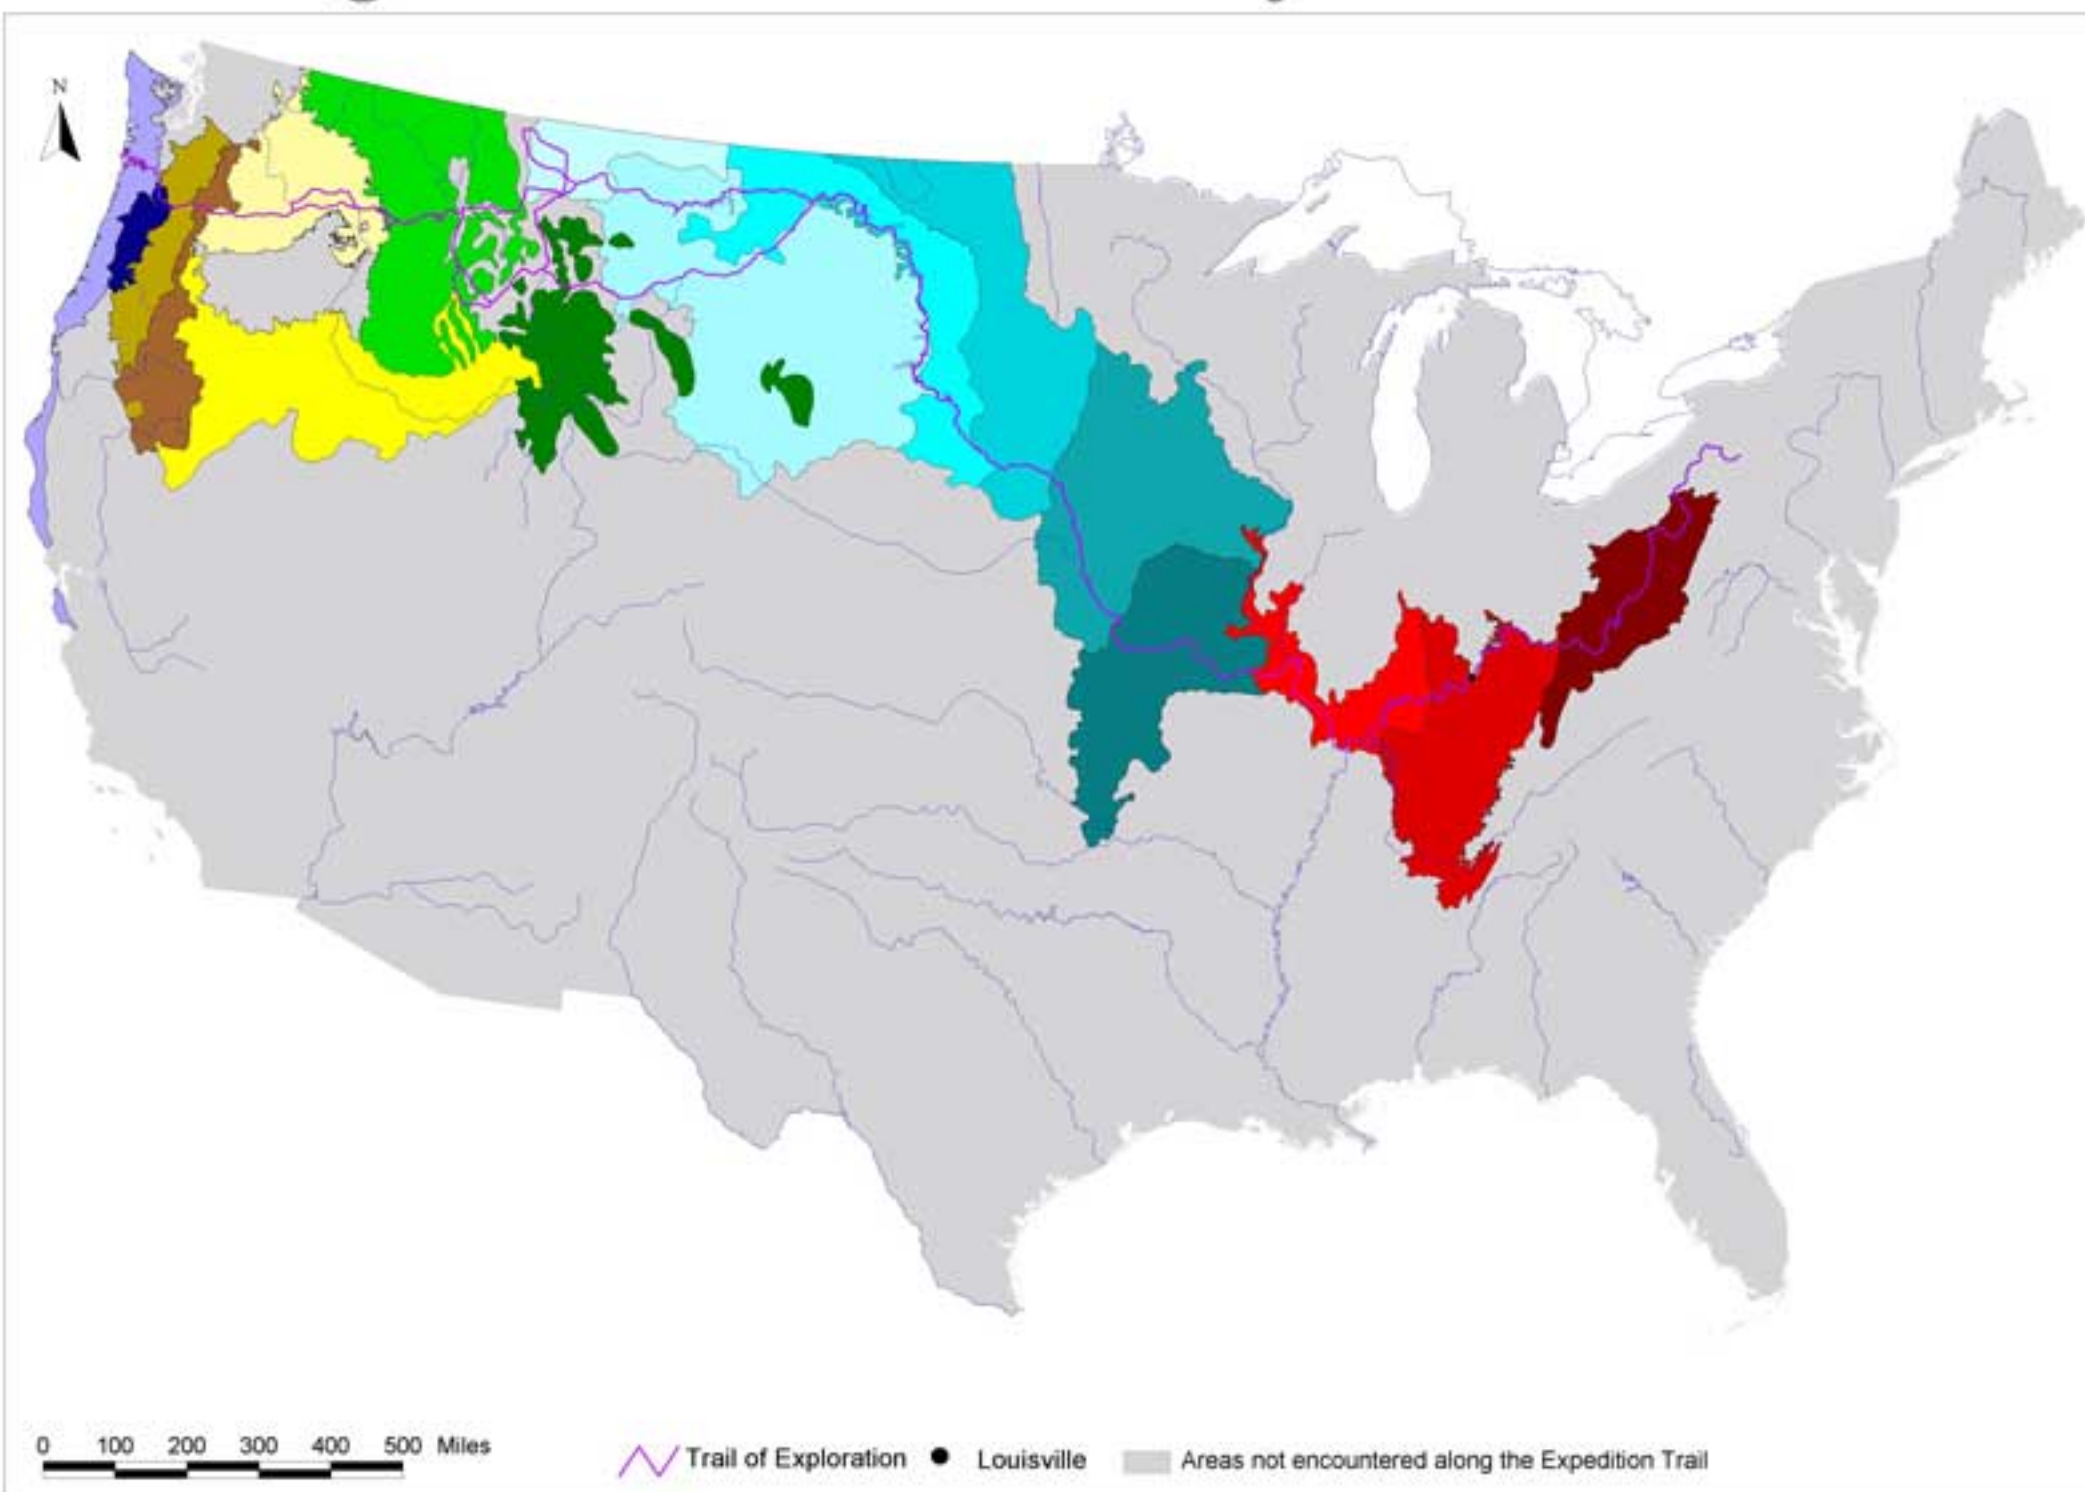 N
0 100 200 300 400 500 Miles
Trail of Exploration Louisville Areas not encountered along the Expedition Trail